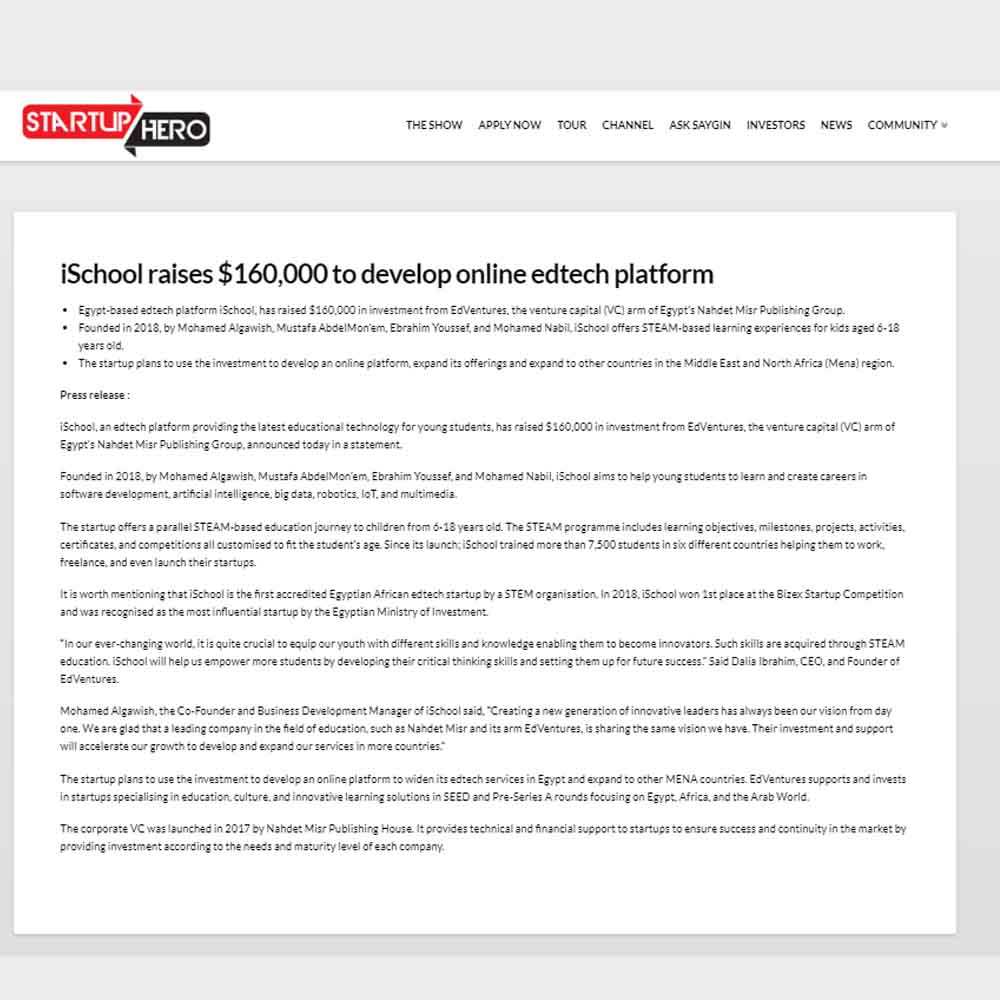 STARTUP HERO
THE SHOW APPLY NOW TOUR CHANNEL ASK SAYGIN INVESTORS NEWS COMMUNITY
iSchool raises $160,000 to develop online edtech platform
• Egypt-based edtech platform iSchool, has raised $160,000 in investment from EdVentures, the venture capital (VC) arm of Egypt's Nahdet Misr Publishing Group.
• Founded in 2018, by Mohamed Algawish, Mustafa AbdelMon'em, Ebrahim Youssef, and Mohamed Nabil, iSchool offers STEAM-based learning experiences for kids aged 6-18
years old.
• The startup plans to use the investment to develop an online platform, expand its offerings and expand to other countries in the Middle East and North Africa (Mena) region.
Press release :
iSchool, an edtech platform providing the latest educational technology for young students, has raised $160,000 in investment from EdVentures, the venture capital (VC) arm of
Egypt's Nahdet Misr Publishing Group, announced today in a statement.
Founded in 2018, by Mohamed Algawish, Mustafa AbdelMon'em, Ebrahim Youssef, and Mohamed Nabil, iSchool aims to help young students to learn and create careers in
software development, artificial intelligence, big data, robotics, IoT, and multimedia.
The startup offers a parallel STEAM-based education journey to children from 6-18 years old. The STEAM programme includes learning objectives, milestones, projects, activities,
certificates, and competitions all customised to fit the student's age. Since its launch; iSchool trained more than 7,500 students in six different countries helping them to work,
freelance, and even launch their startups.
It is worth mentioning that iSchool is the first accredited Egyptian African edtech startup by a STEM organisation. In 2018, iSchool won 1st place at the Bizex Startup Competition
and was recognised as the most influential startup by the Egyptian Ministry of Investment.
"In our ever-changing world, it is quite crucial to equip our youth with different skills and knowledge enabling them to become innovators. Such skills are acquired through STEAM
education. iSchool will help us empower more students by developing their critical thinking skills and setting them up for future success." Said Dalia Ibrahim, CEO, and Founder of
EdVentures.
Mohamed Algawish, the Co-Founder and Business Development Manager of iSchool said, "Creating a new generation of innovative leaders has always been our vision from day
one. We are glad that a leading company in the field of education, such as Nahdet Misr and its arm EdVentures, is sharing the same vision we have. Their investment and support
will accelerate our growth to develop and expand our services in more countries."
The startup plans to use the investment to develop an online platform to widen its edtech services in Egypt and expand to other MENA countries. EdVentures supports and invests
in startups specialising in education, culture, and innovative learning solutions in SEED and Pre-Series A rounds focusing on Egypt, Africa, and the Arab World.
The corporate VC was launched in 2017 by Nahdet Misr Publishing House. It provides technical and financial support to startups to ensure success and continuity in the market by
providing investment according to the needs and maturity level of each company.